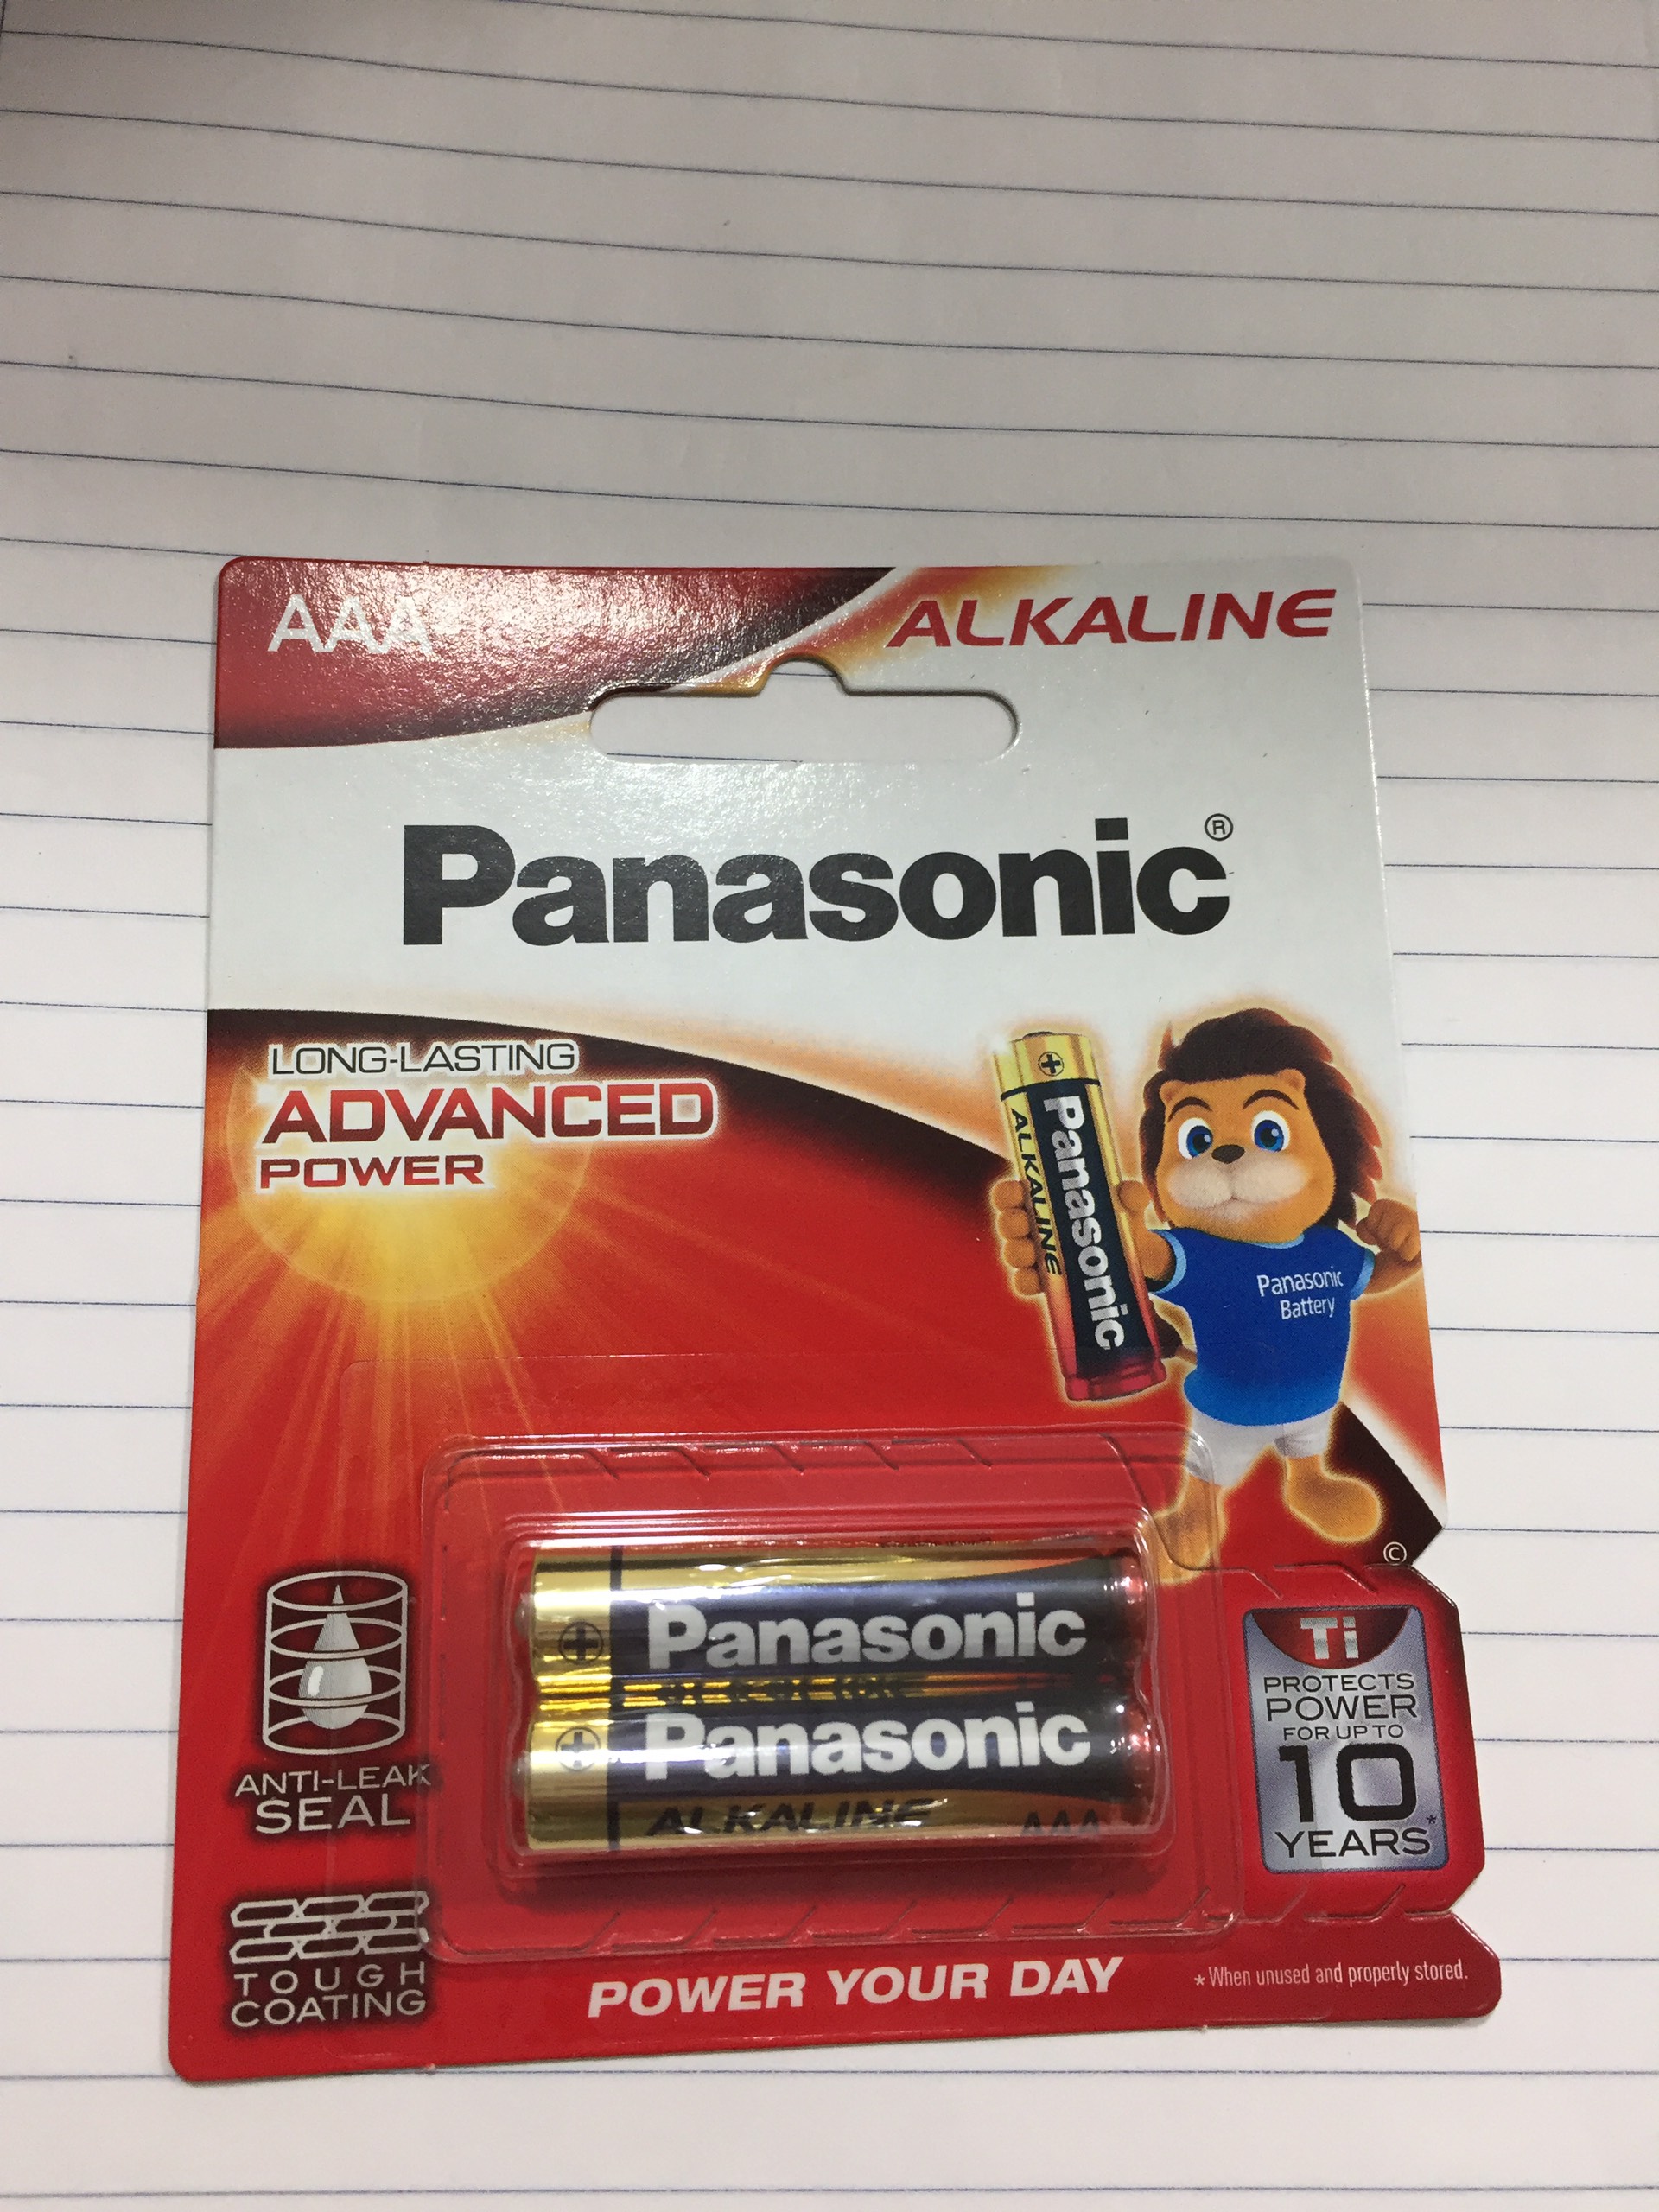 AAA
ALKALINE
Panasonic®
LONG-LASTING
ADVANCED
POWER
Panasonic
ALKALINE
Panasonic
Battery
©
Panasonic
Panasonic
ALKALINE AAA
ANTI-LEAK
SEAL
Ti
PROTECTS
POWER
FOR UP TO
10
YEARS*
TOUGH
COATING
POWER YOUR DAY
*When unused and properly stored.